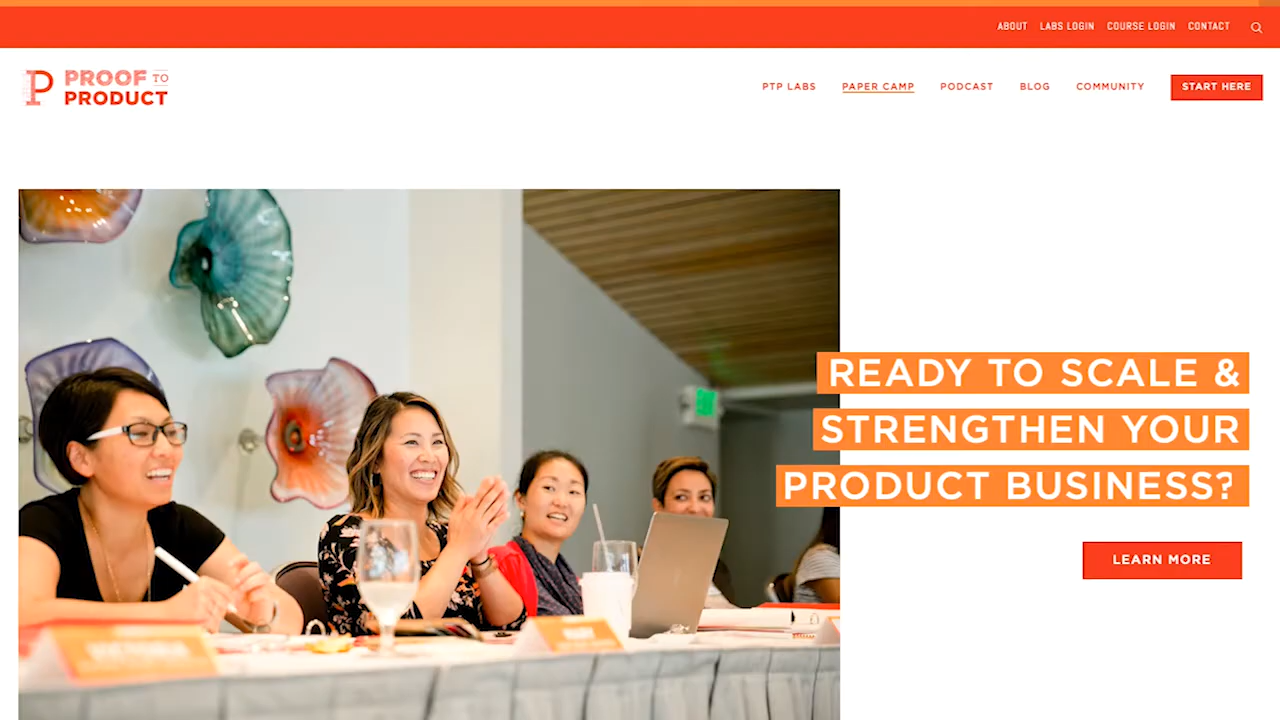 ABOUT LABS LOGIN COURSE LOGIN CONTACT
PROOF TO
PRODUCT
PTP LABS PAPER CAMP PODCAST BLOG COMMUNITY START HERE
READY TO SCALE &
STRENGTHEN YOUR
PRODUCT BUSINESS?
LEARN MORE